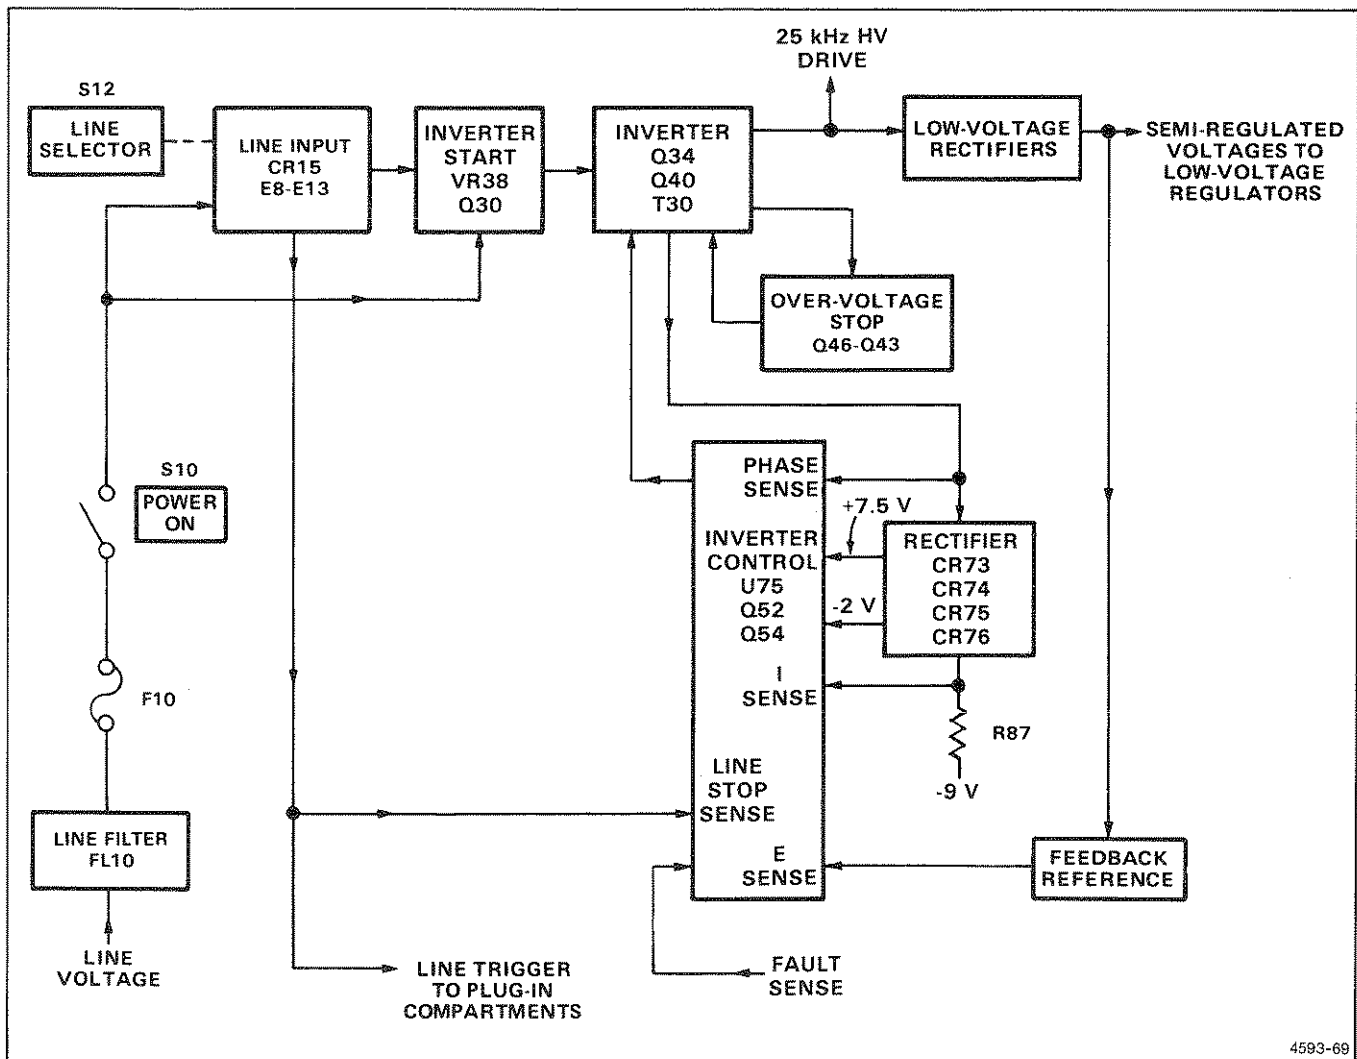 25 kHz HV
DRIVE
S12
LINE
SELECTOR
LINE INPUT
CR15
E8-E13
INVERTER
START
VR38
Q30
INVERTER
Q34
Q40
T30
LOW-VOLTAGE
RECTIFIERS
SEMI-REGULATED
VOLTAGES TO
LOW-VOLTAGE
REGULATORS
OVER-VOLTAGE
STOP
Q46-Q43
S10
POWER
ON
PHASE
SENSE
+7.5 V
INVERTER
CONTROL
U75
Q52
Q54
-2 V
RECTIFIER
CR73
CR74
CR75
CR76
I
SENSE
F10
R87
-9 V
LINE
STOP
SENSE
LINE FILTER
FL10
E
SENSE
FEEDBACK
REFERENCE
LINE
VOLTAGE
LINE TRIGGER
TO PLUG-IN
COMPARTMENTS
FAULT
SENSE
4593-69